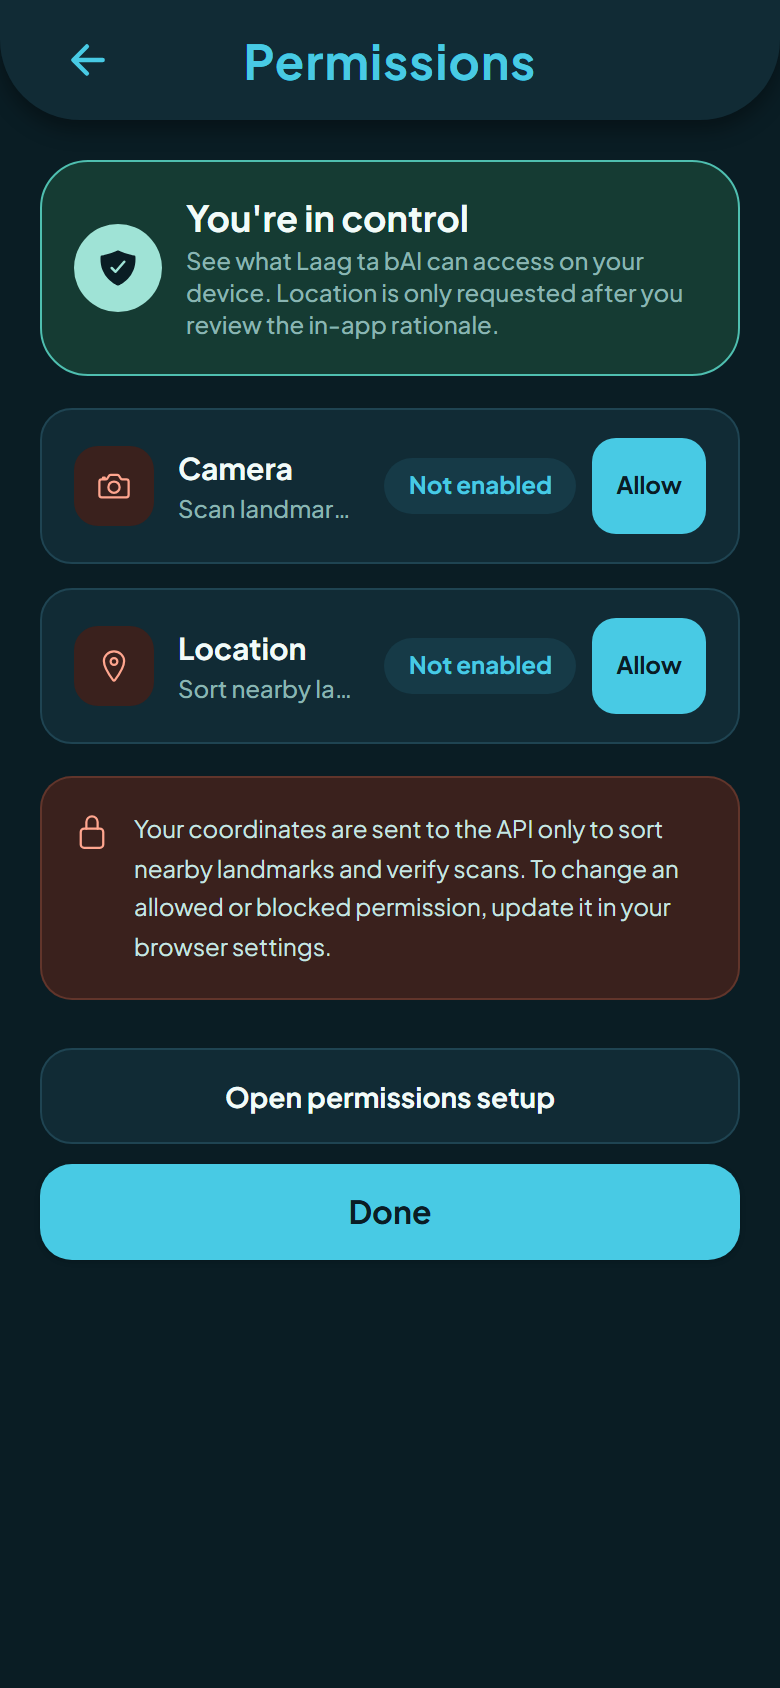 Permissions
You're in control
See what Laag ta bAI can access on your
device. Location is only requested after you
review the in-app rationale.
Camera
Scan landmar…
Not enabled
Allow
Location
Sort nearby la…
Not enabled
Allow
Your coordinates are sent to the API only to sort
nearby landmarks and verify scans. To change an
allowed or blocked permission, update it in your
browser settings.
Open permissions setup
Done